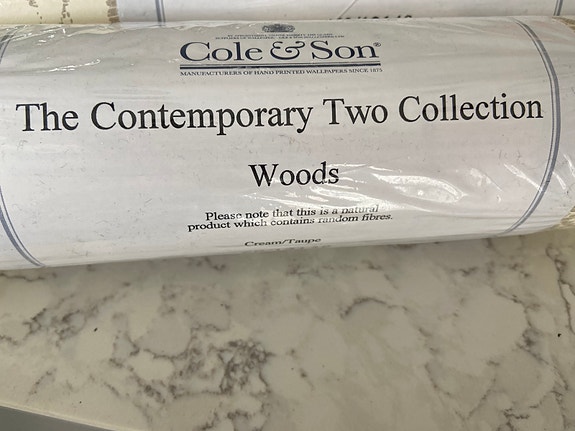 Cole & Son®
MANUFACTURERS OF HAND PRINTED WALLPAPERS SINCE 1875
The Contemporary Two Collection
Woods
Please note that this is a natural
product which contains random fibres.
Cream/Taupe